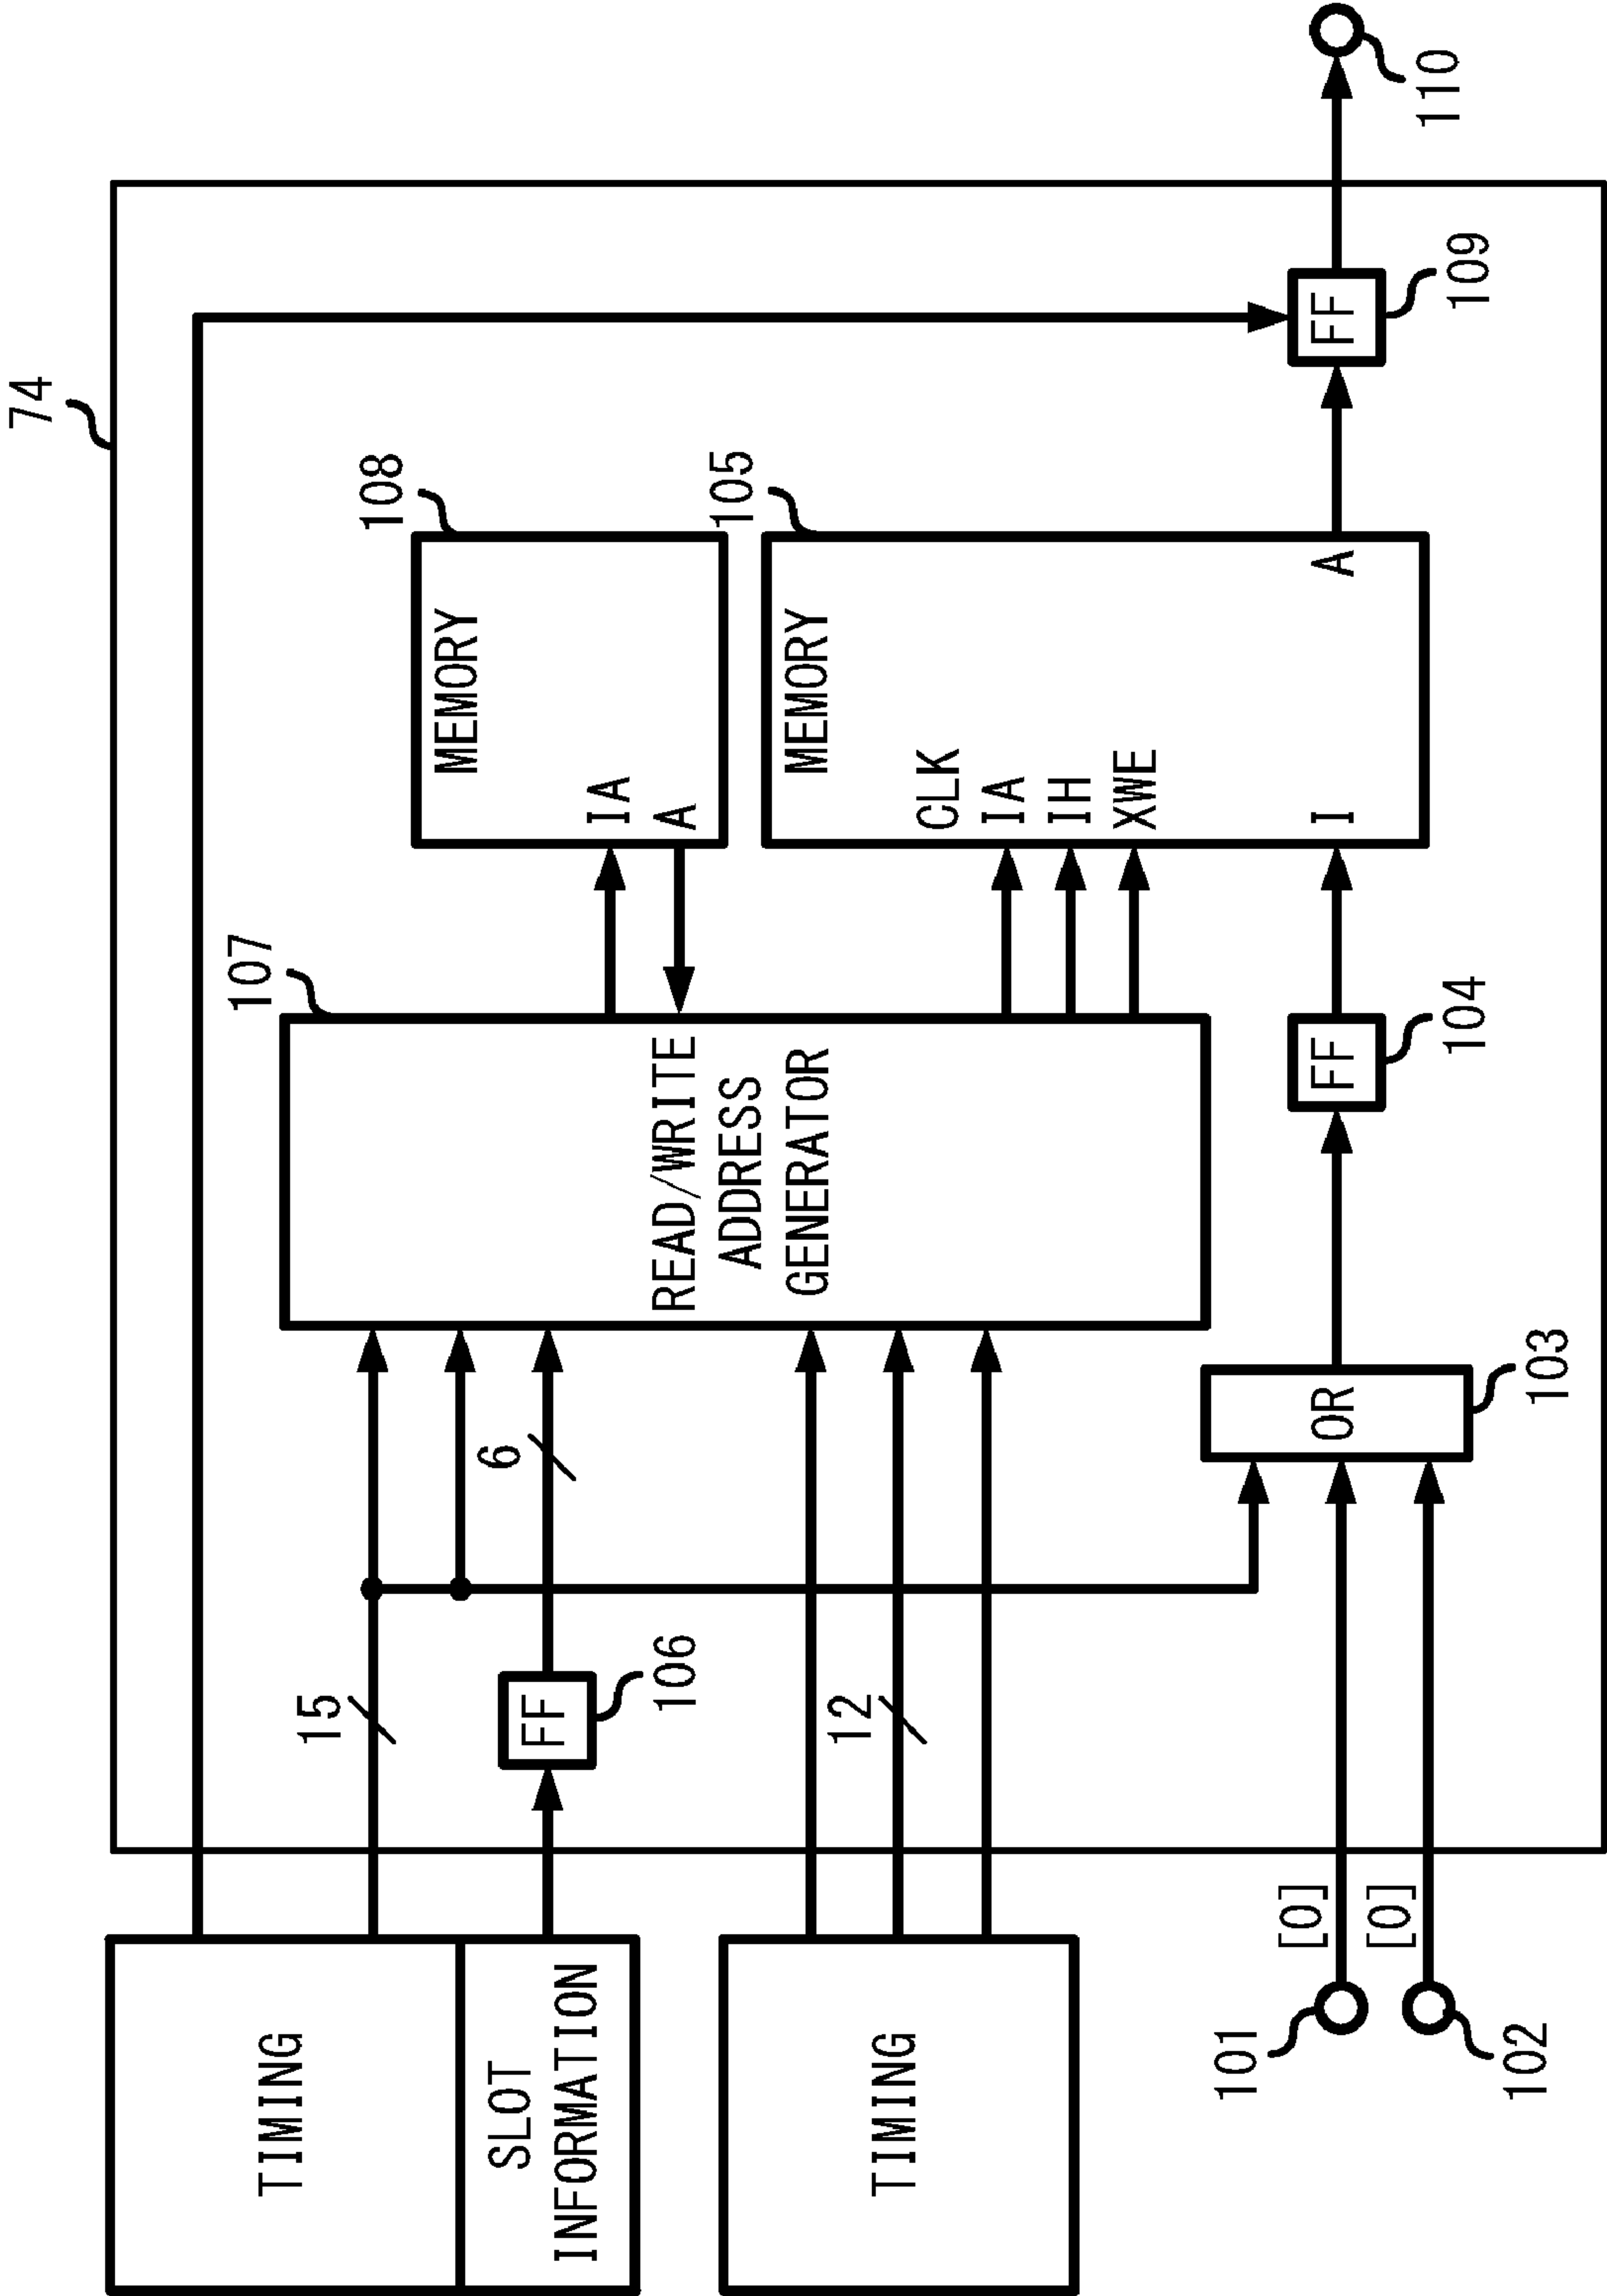 74
TIMING
SLOT
INFORMATION
TIMING
15
6
FF
106
12
107
READ/WRITE
ADDRESS
GENERATOR
108
MEMORY
IA
A
105
MEMORY
CLK
IA
IH
XWE
I
A
101
[0]
102
[0]
OR
103
FF
104
FF
109
110